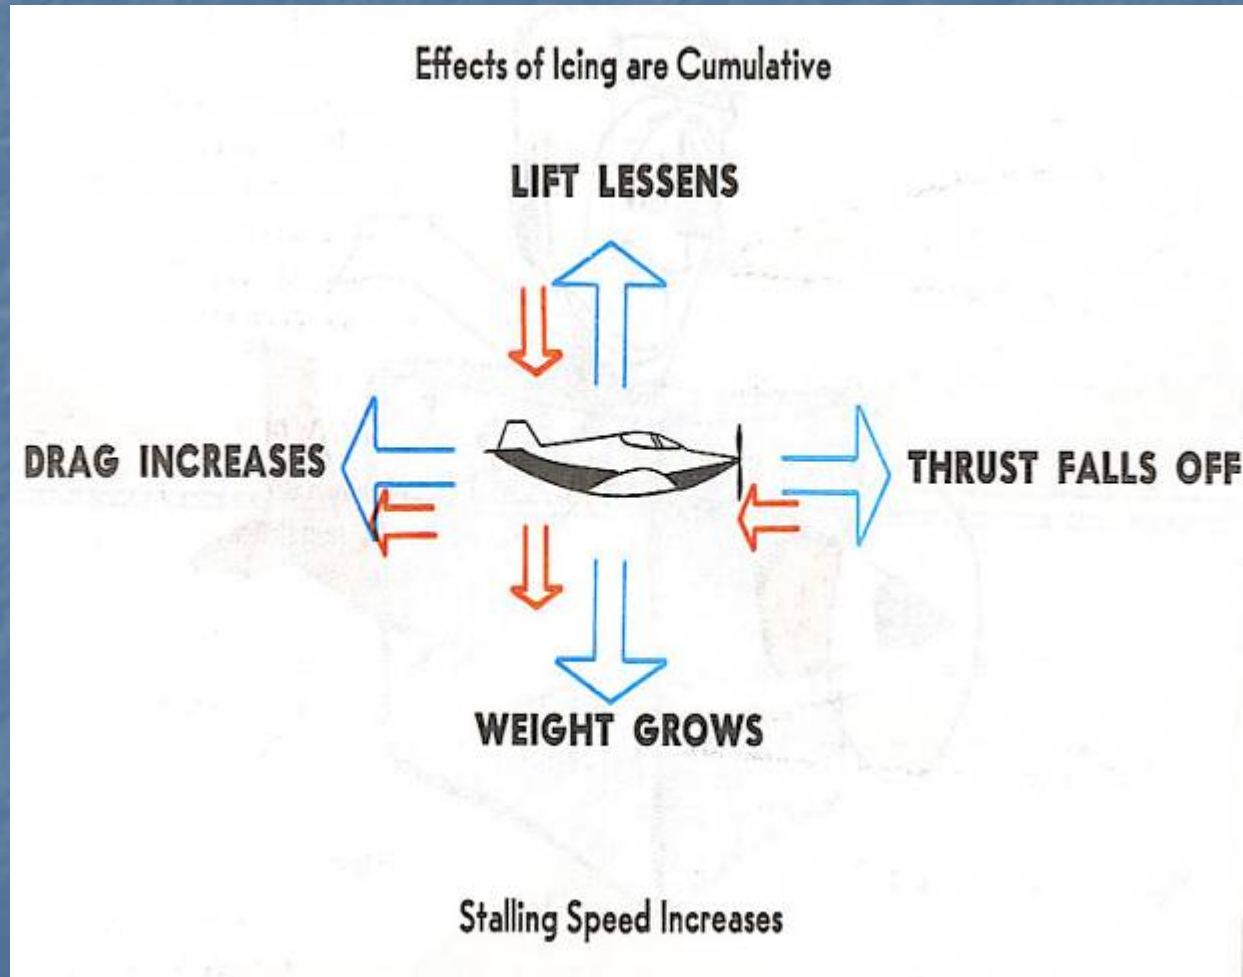 Effects of Icing are Cumulative
LIFT LESSENS
DRAG INCREASES
THRUST FALLS OFF
WEIGHT GROWS
Stalling Speed Increases